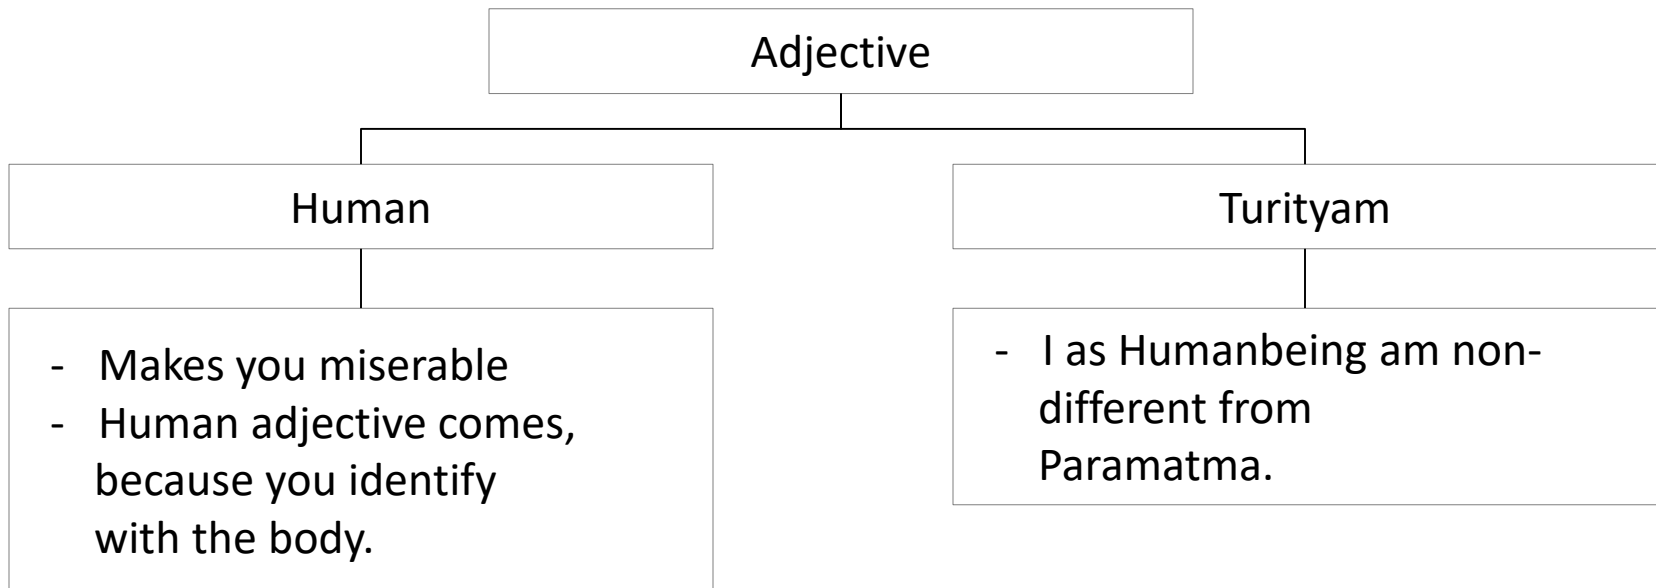 Adjective
Human
Turityam
- Makes you miserable
- Human adjective comes,
because you identify
with the body.
- I as Humanbeing am non-
different from
Paramatma.